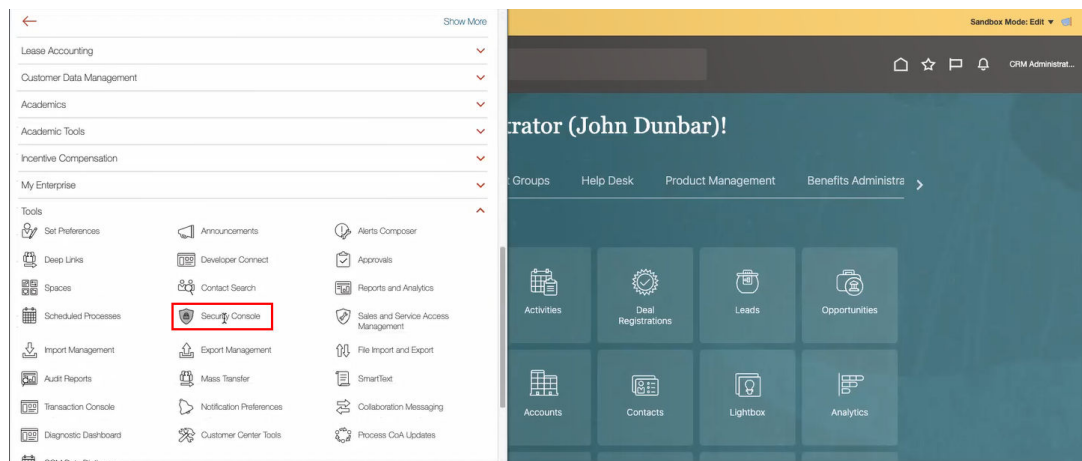 Show More
Lease Accounting
Customer Data Management
Academics
Academic Tools
Incentive Compensation
My Enterprise
Tools
Set Preferences
Announcements
Alerts Composer
Deep Links
Developer Connect
Approvals
Spaces
Contact Search
Reports and Analytics
Scheduled Processes
Security Console
Sales and Service Access
Management
Import Management
Export Management
File Import and Export
Audit Reports
Mass Transfer
SmartText
Transaction Console
Notification Preferences
Collaboration Messaging
Diagnostic Dashboard
Customer Center Tools
Process CoA Updates
Sandbox Mode: Edit
CRM Administrat...
trator (John Dunbar)!
Groups
Help Desk
Product Management
Benefits Administra
Activities
Deal
Registrations
Leads
Opportunities
Accounts
Contacts
Lightbox
Analytics